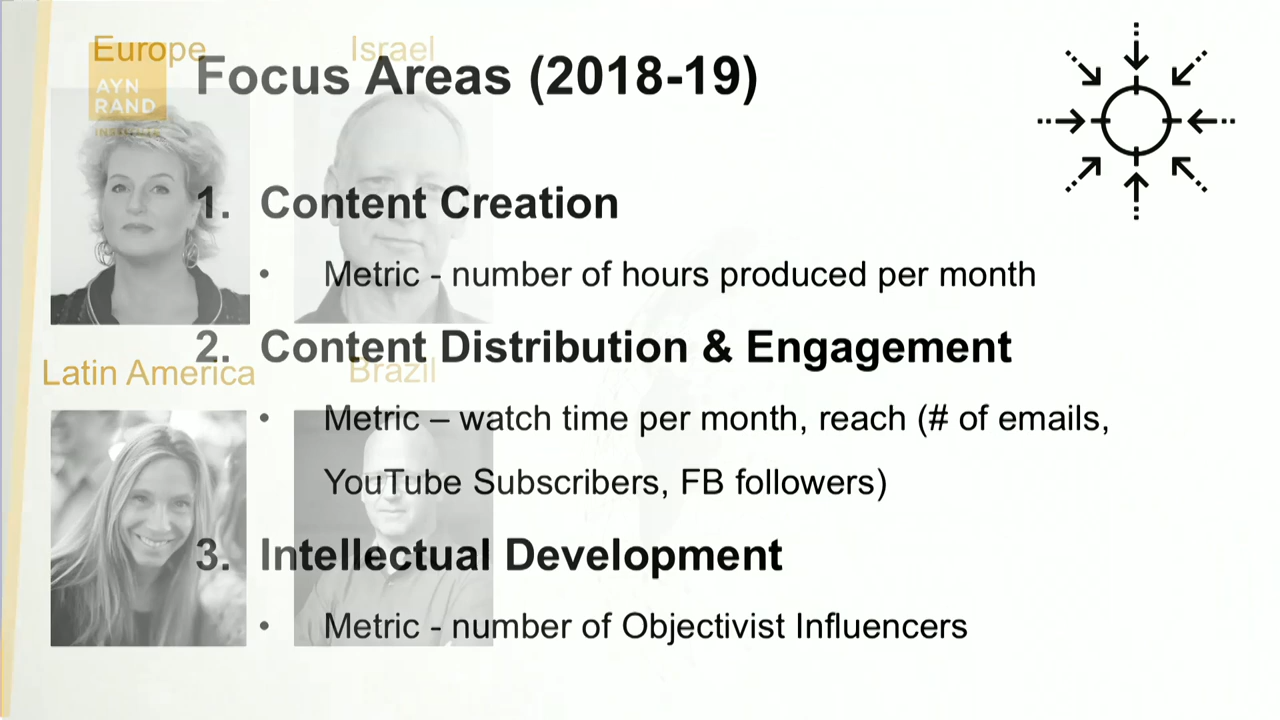 Europe
Israel
AYN
RAND
INSTITUTE
Focus Areas (2018-19)
1. Content Creation
• Metric - number of hours produced per month
2. Content Distribution & Engagement
Latin America
Brazil
• Metric – watch time per month, reach (# of emails,
YouTube Subscribers, FB followers)
3. Intellectual Development
• Metric - number of Objectivist Influencers